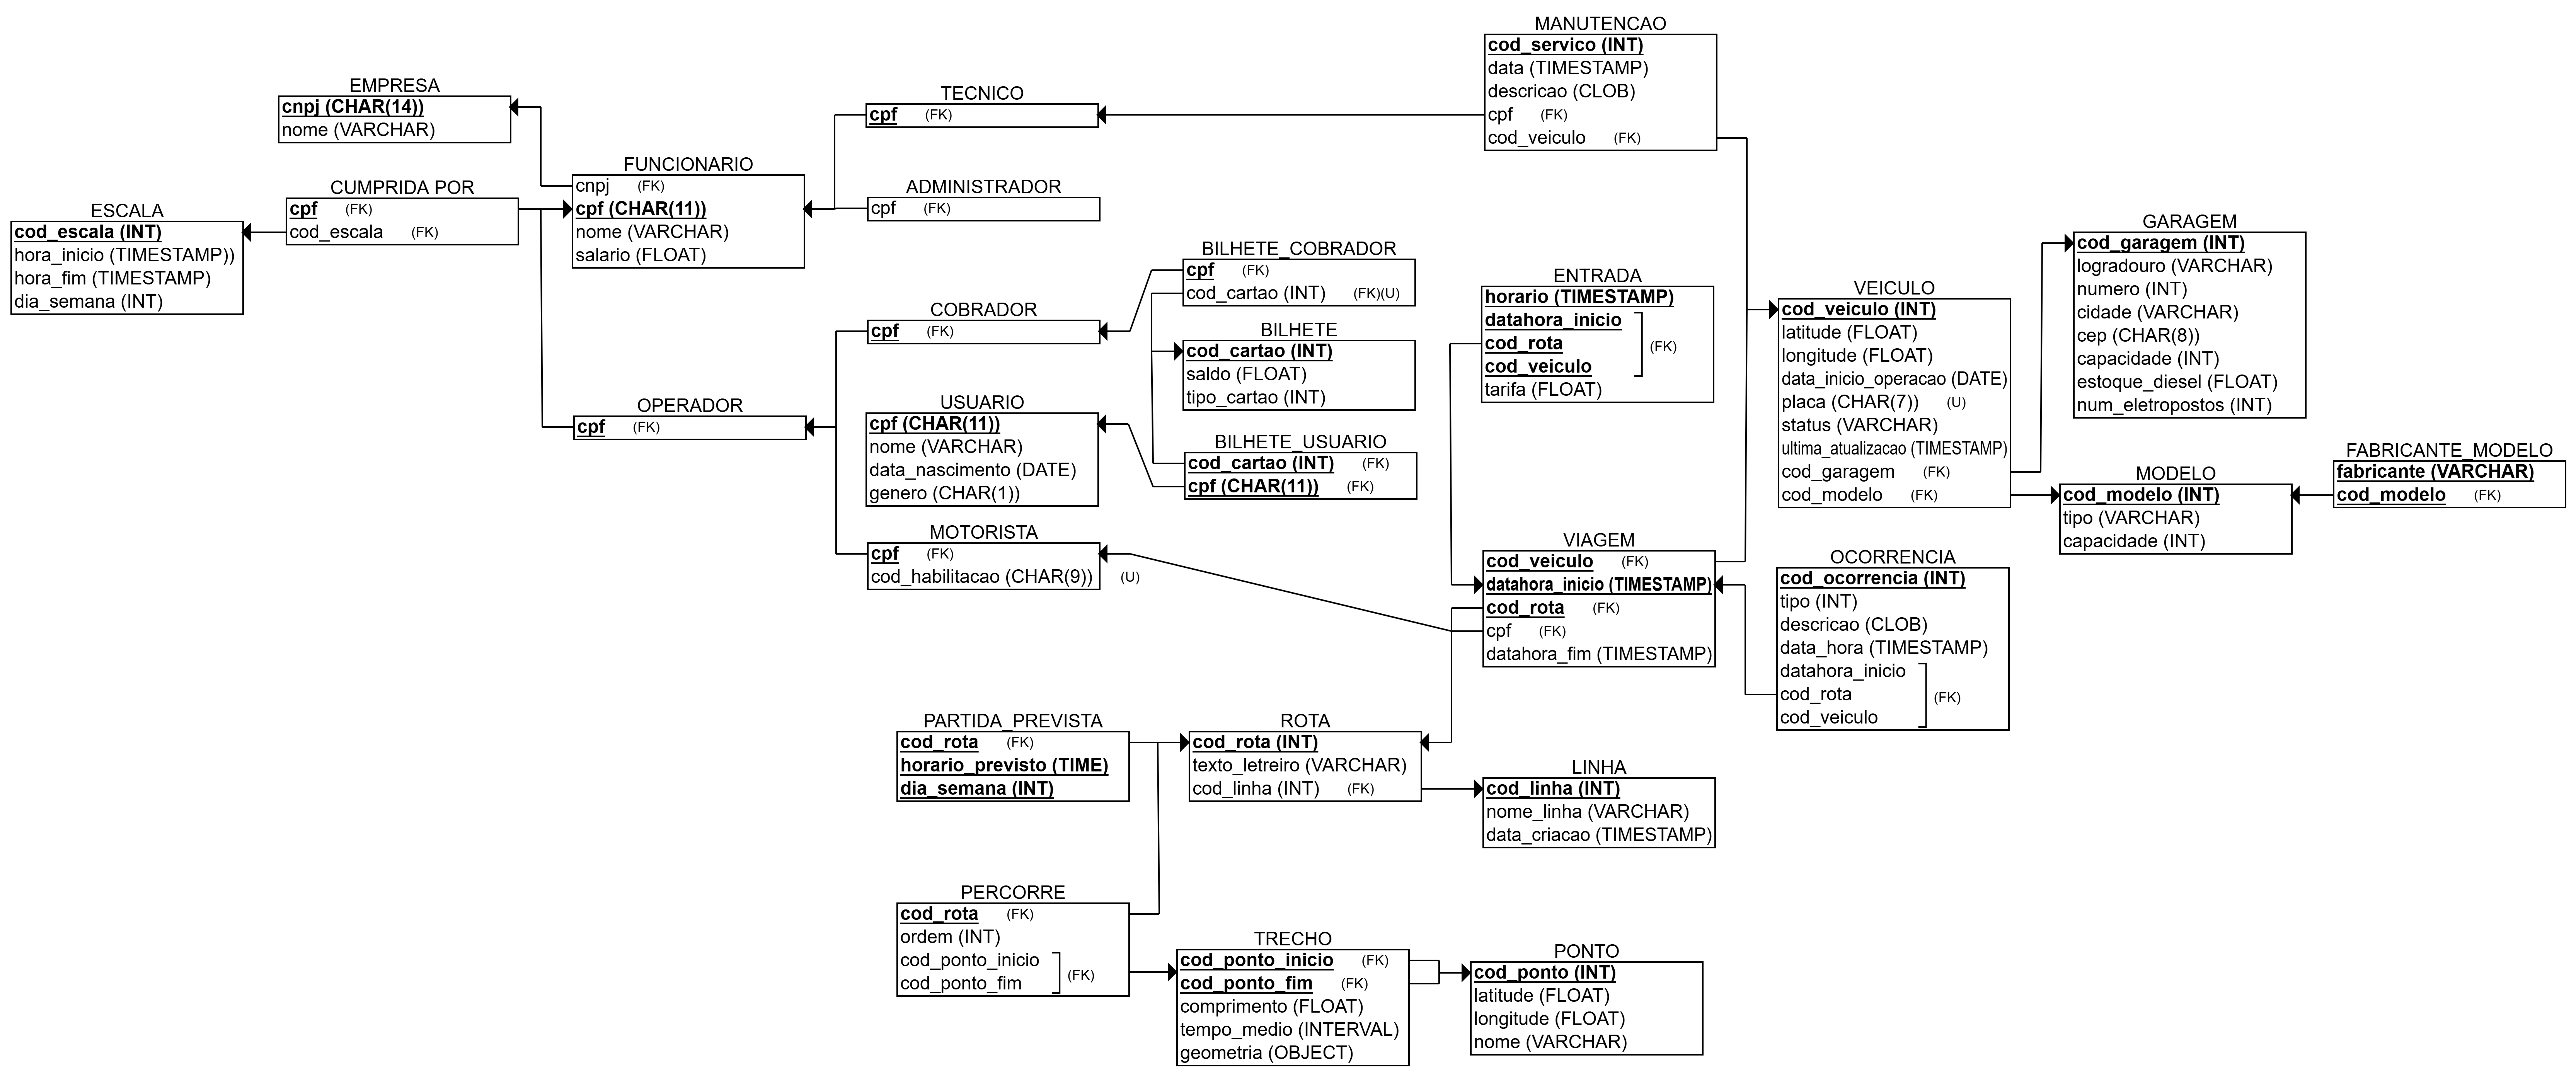 MANUTENCAO
cod_servico (INT)
data (TIMESTAMP)
descricao (CLOB)
cpf (FK)
cod_veiculo (FK)
EMPRESA
cnpj (CHAR(14))
nome (VARCHAR)
TECNICO
cpf (FK)
FUNCIONARIO
cnpj (FK)
cpf (CHAR(11))
nome (VARCHAR)
salario (FLOAT)
ADMINISTRADOR
cpf (FK)
CUMPRIDA POR
cpf (FK)
cod_escala (FK)
ESCALA
cod_escala (INT)
hora_inicio (TIMESTAMP))
hora_fim (TIMESTAMP)
dia_semana (INT)
BILHETE_COBRADOR
cpf (FK)
cod_cartao (INT) (FK)(U)
COBRADOR
cpf (FK)
BILHETE
cod_cartao (INT)
saldo (FLOAT)
tipo_cartao (INT)
ENTRADA
horario (TIMESTAMP)
datahora_inicio
cod_rota
(FK)
cod_veiculo
tarifa (FLOAT)
GARAGEM
cod_garagem (INT)
logradouro (VARCHAR)
numero (INT)
cidade (VARCHAR)
cep (CHAR(8))
capacidade (INT)
estoque_diesel (FLOAT)
num_eletropostos (INT)
VEICULO
cod_veiculo (INT)
latitude (FLOAT)
longitude (FLOAT)
data_inicio_operacao (DATE)
placa (CHAR(7)) (U)
status (VARCHAR)
ultima_atualizacao (TIMESTAMP)
cod_garagem (FK)
cod_modelo (FK)
OPERADOR
cpf (FK)
USUARIO
cpf (CHAR(11))
nome (VARCHAR)
data_nascimento (DATE)
genero (CHAR(1))
BILHETE_USUARIO
cod_cartao (INT) (FK)
cpf (CHAR(11)) (FK)
MODELO
cod_modelo (INT)
tipo (VARCHAR)
capacidade (INT)
FABRICANTE_MODELO
fabricante (VARCHAR)
cod_modelo (FK)
MOTORISTA
cpf (FK)
cod_habilitacao (CHAR(9)) (U)
VIAGEM
cod_veiculo (FK)
datahora_inicio (TIMESTAMP)
cod_rota (FK)
cpf (FK)
datahora_fim (TIMESTAMP)
OCORRENCIA
cod_ocorrencia (INT)
tipo (INT)
descricao (CLOB)
data_hora (TIMESTAMP)
datahora_inicio
cod_rota
(FK)
cod_veiculo
PARTIDA_PREVISTA
cod_rota (FK)
horario_previsto (TIME)
dia_semana (INT)
ROTA
cod_rota (INT)
texto_letreiro (VARCHAR)
cod_linha (INT) (FK)
LINHA
cod_linha (INT)
nome_linha (VARCHAR)
data_criacao (TIMESTAMP)
PERCORRE
cod_rota (FK)
ordem (INT)
cod_ponto_inicio
(FK)
cod_ponto_fim
TRECHO
cod_ponto_inicio (FK)
cod_ponto_fim (FK)
comprimento (FLOAT)
tempo_medio (INTERVAL)
geometria (OBJECT)
PONTO
cod_ponto (INT)
latitude (FLOAT)
longitude (FLOAT)
nome (VARCHAR)